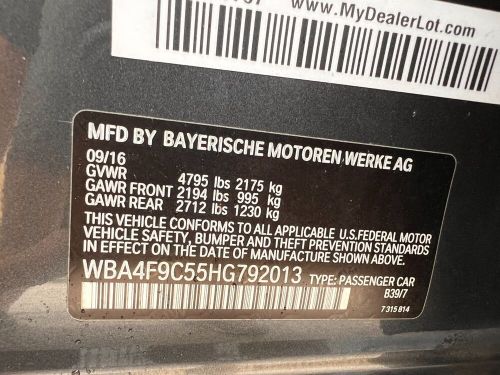 www.MyDealerLot.com
MFD BY BAYERISCHE MOTOREN WERKE AG
09/16
GVWR 4795 lbs 2175 kg
GAWR FRONT 2194 lbs 995 kg
GAWR REAR 2712 lbs 1230 kg
THIS VEHICLE CONFORMS TO ALL APPLICABLE U.S.FEDERAL MOTOR
VEHICLE SAFETY, BUMPER AND THEFT PREVENTION STANDARDS
IN EFFECT ON THE DATE OF MANUFACTURE SHOWN ABOVE.
WBA4F9C55HG792013 TYPE: PASSENGER CAR
B39/7
7 315 814